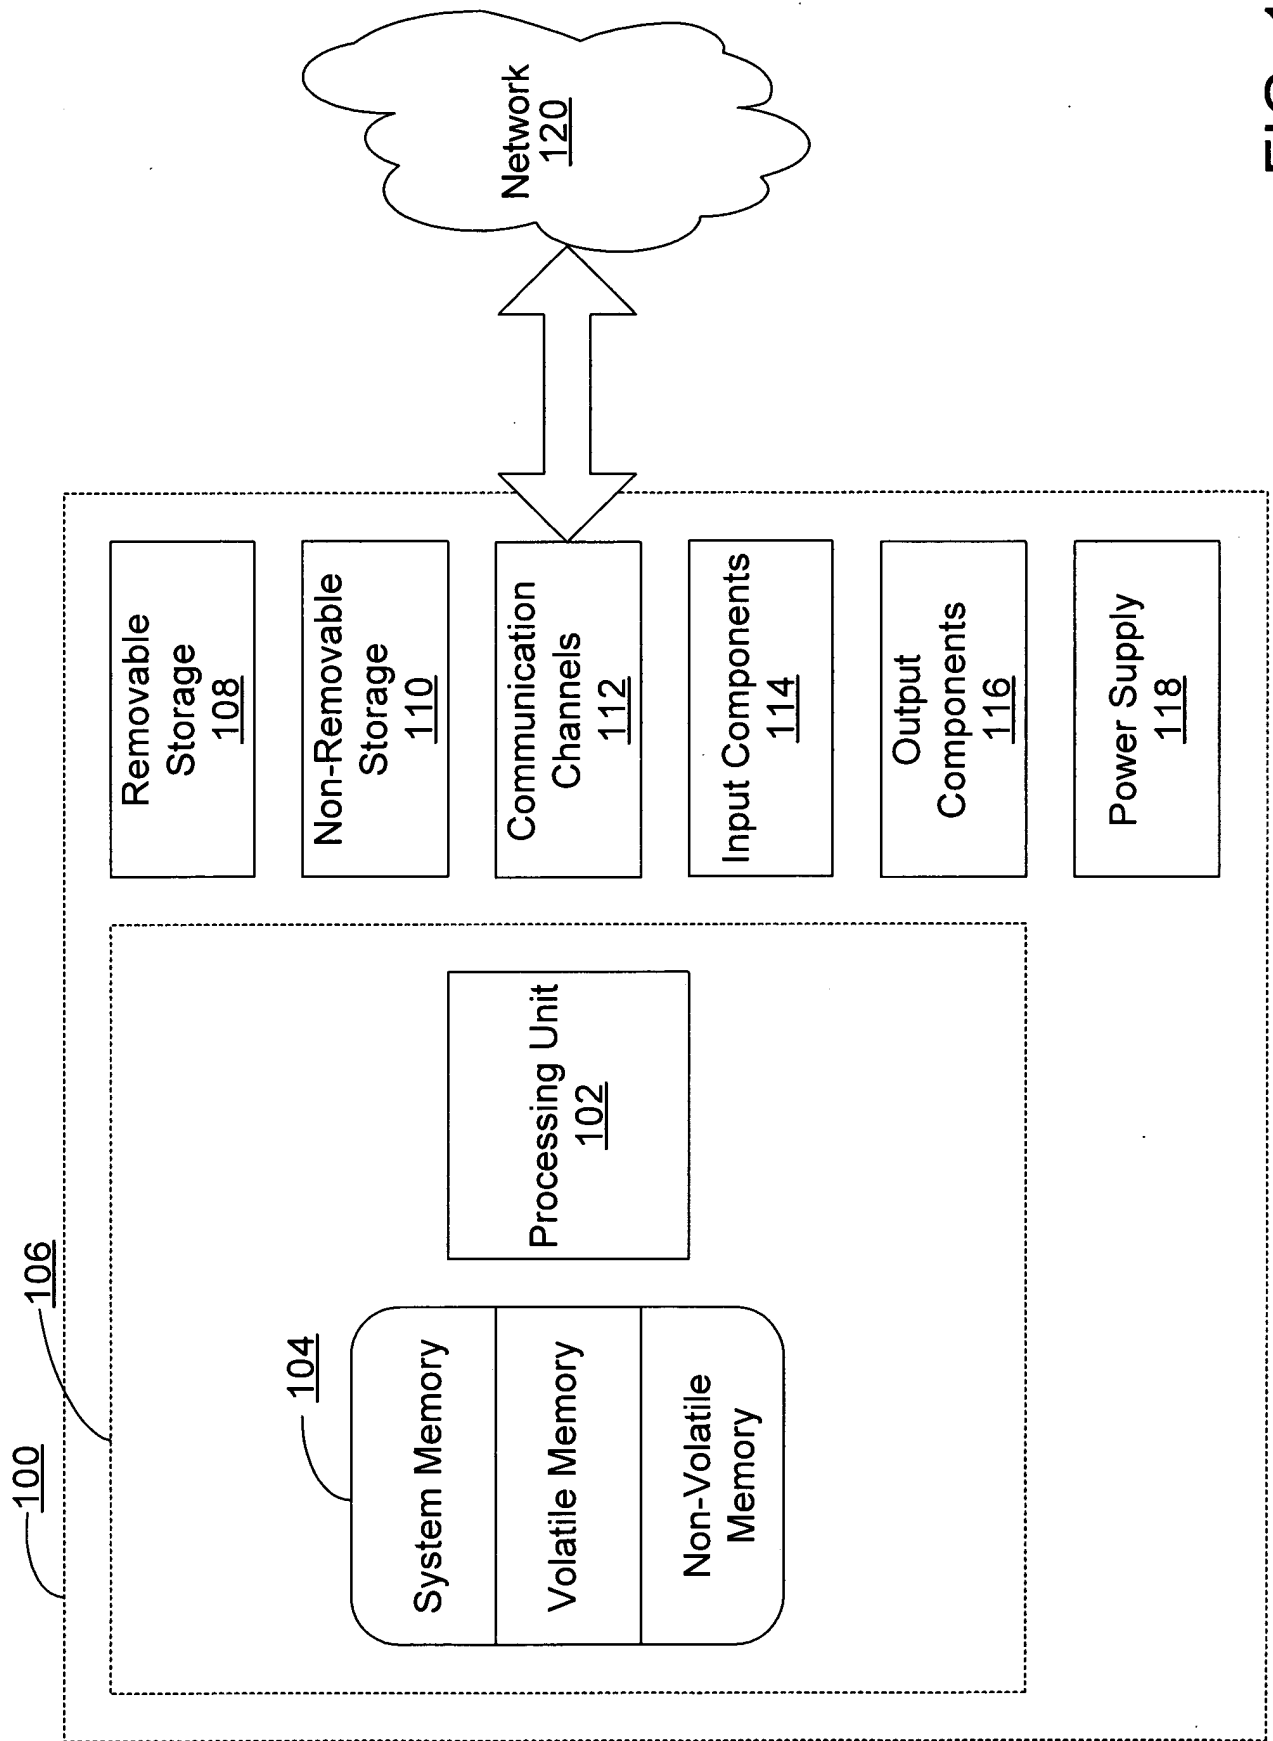 100
106
104
System Memory
Volatile Memory
Non-Volatile
Memory
Processing Unit
102
Removable
Storage
108
Non-Removable
Storage
110
Communication
Channels
112
Input Components
114
Output
Components
116
Power Supply
118
Network
120